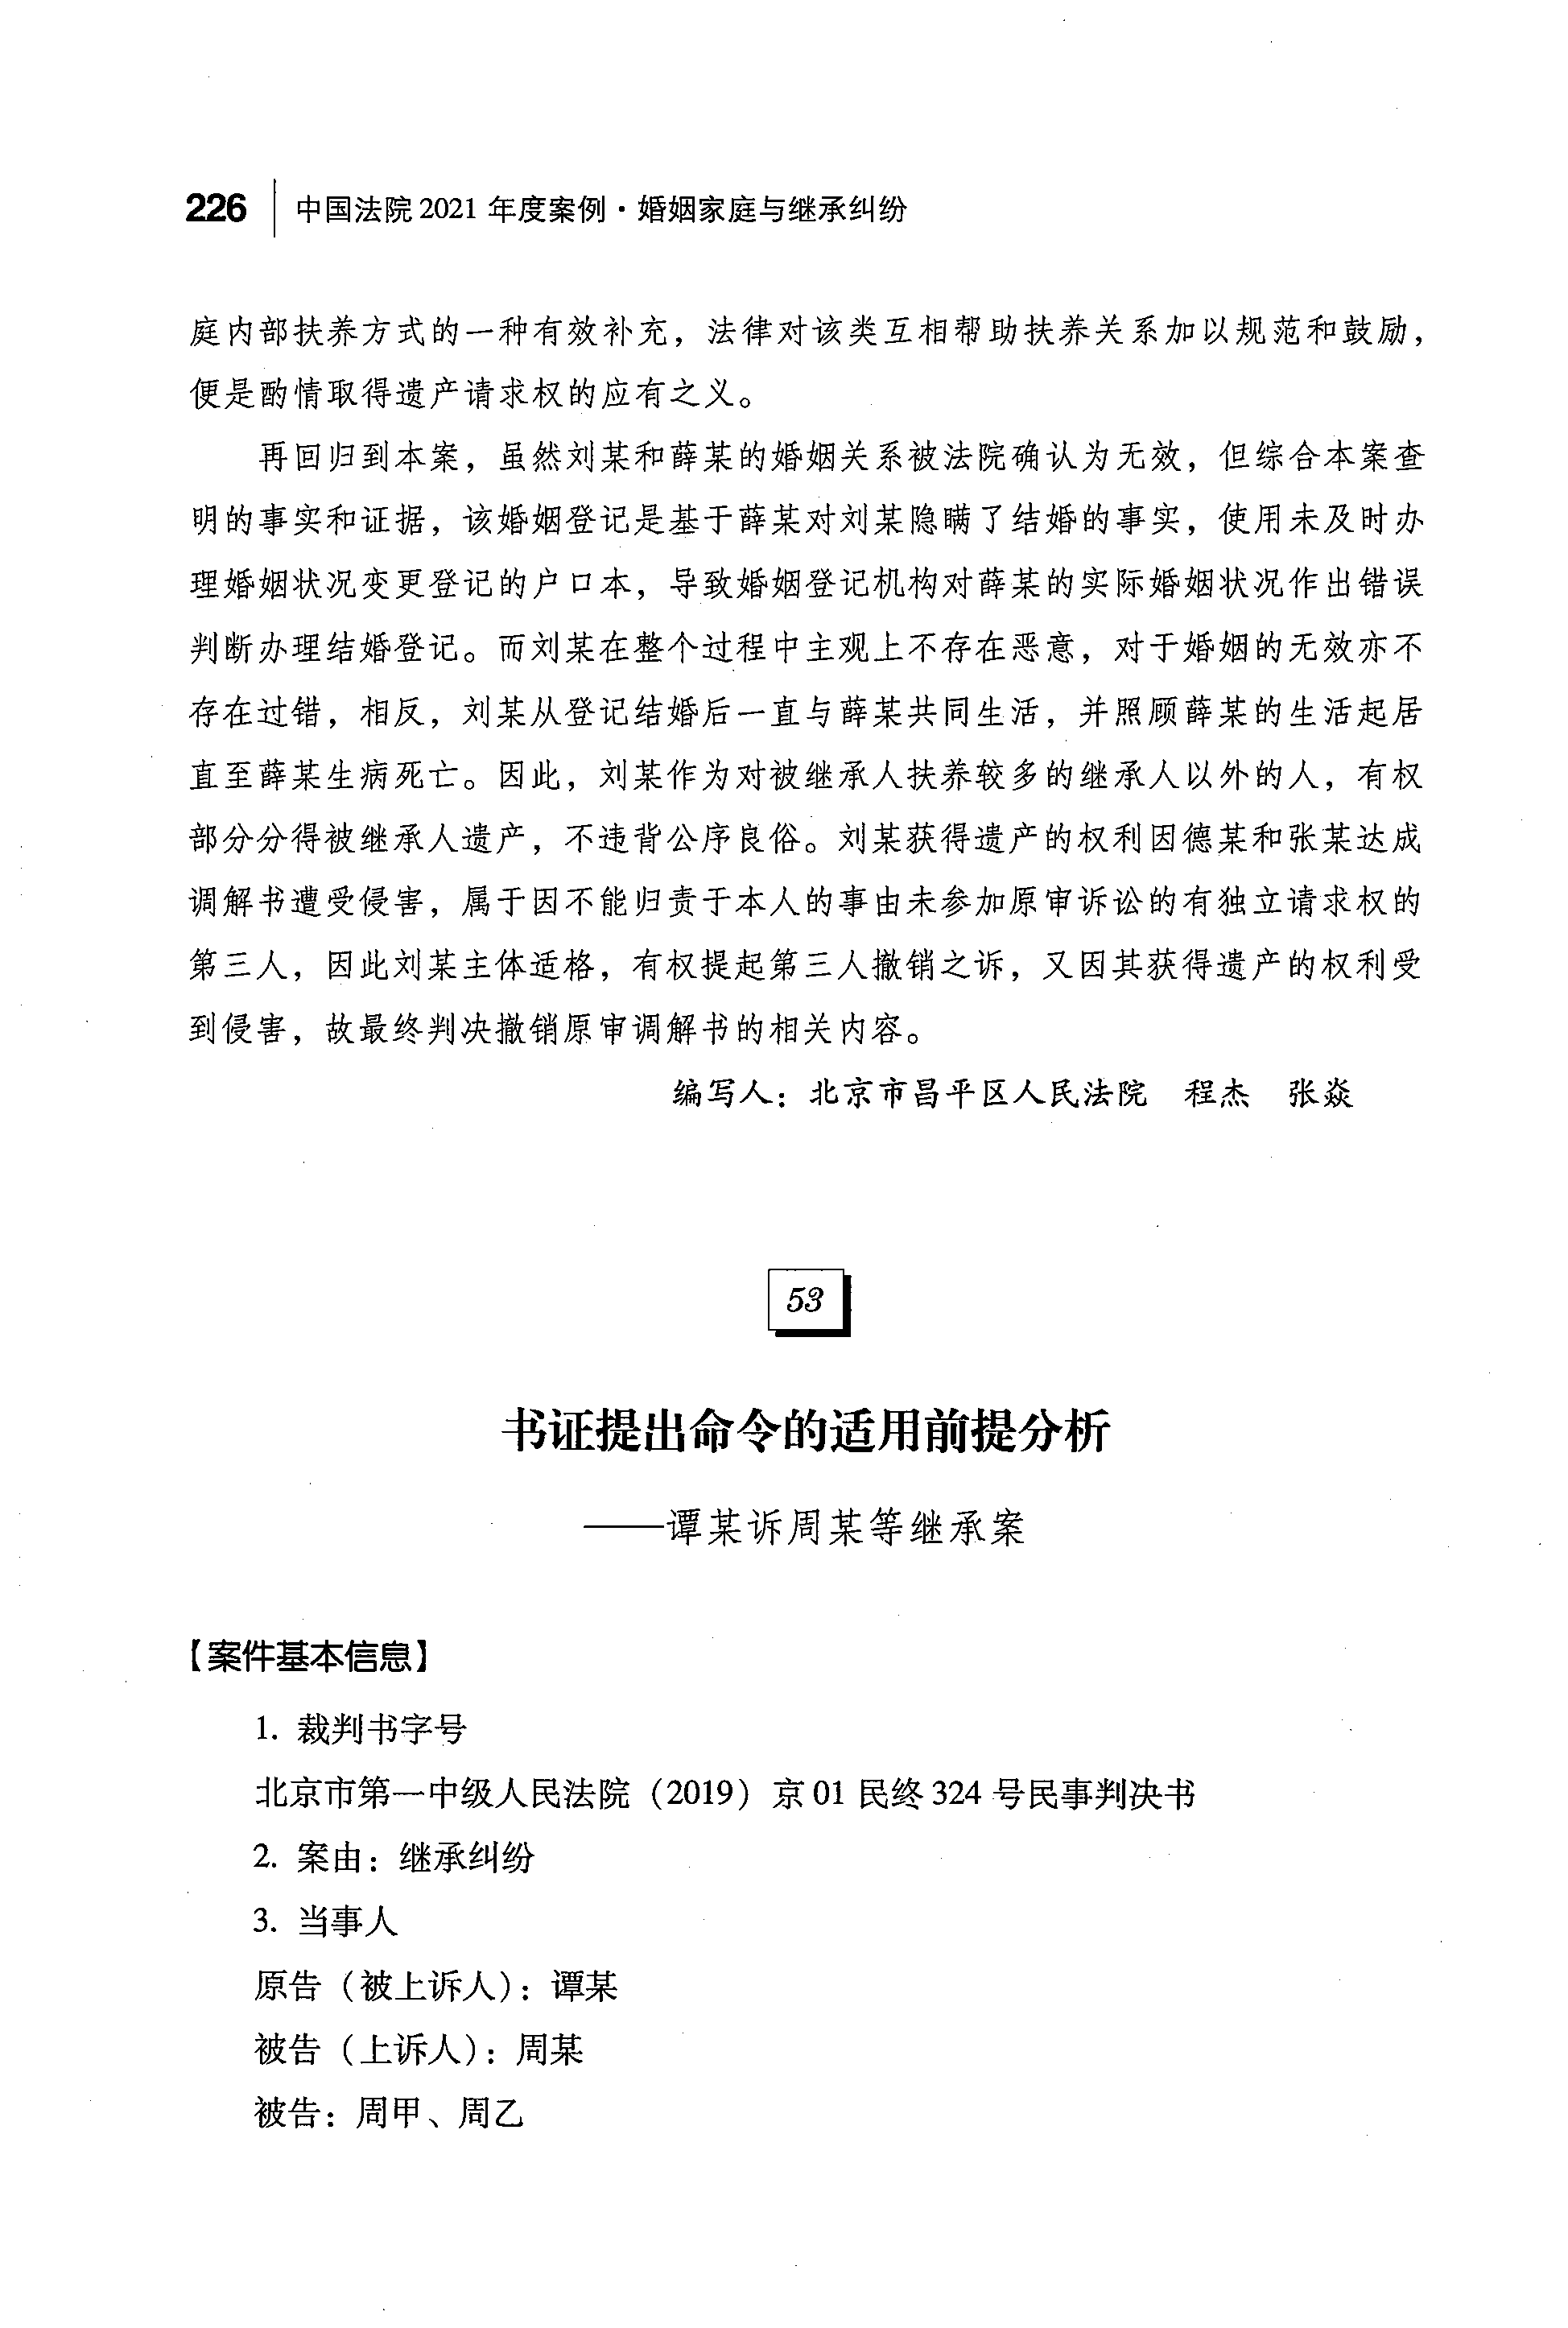 226 中国法院2021年度案例·婚姻家庭与继承纠纷
庭内部扶养方式的一种有效补充，法律对该类互相帮助扶养关系加以规范和鼓励，
便是酌情取得遗产请求权的应有之义。
再回归到本案，虽然刘某和薛某的婚姻关系被法院确认为无效，但综合本案查
明的事实和证据，该婚姻登记是基于薛某对刘某隐瞒了结婚的事实，使用未及时办
理婚姻状况变更登记的户口本，导致婚姻登记机构对薛某的实际婚姻状况作出错误
判断办理结婚登记。而刘某在整个过程中主观上不存在恶意，对于婚姻的无效亦不
存在过错，相反，刘某从登记结婚后一直与薛某共同生活，并照顾薛某的生活起居
直至薛某生病死亡。因此，刘某作为对被继承人扶养较多的继承人以外的人，有权
部分分得被继承人遗产，不违背公序良俗。刘某获得遗产的权利因德某和张某达成
调解书遭受侵害，属于因不能归责于本人的事由未参加原审诉讼的有独立请求权的
第三人，因此刘某主体适格，有权提起第三人撤销之诉，又因其获得遗产的权利受
到侵害，故最终判决撤销原审调解书的相关内容。
编写人：北京市昌平区人民法院 程杰 张焱
53
书证提出命令的适用前提分析
——谭某诉周某等继承案
【案件基本信息】
1. 裁判书字号
北京市第一中级人民法院（2019）京01民终324号民事判决书
2. 案由：继承纠纷
3. 当事人
原告（被上诉人）：谭某
被告（上诉人）：周某
被告：周甲、周乙